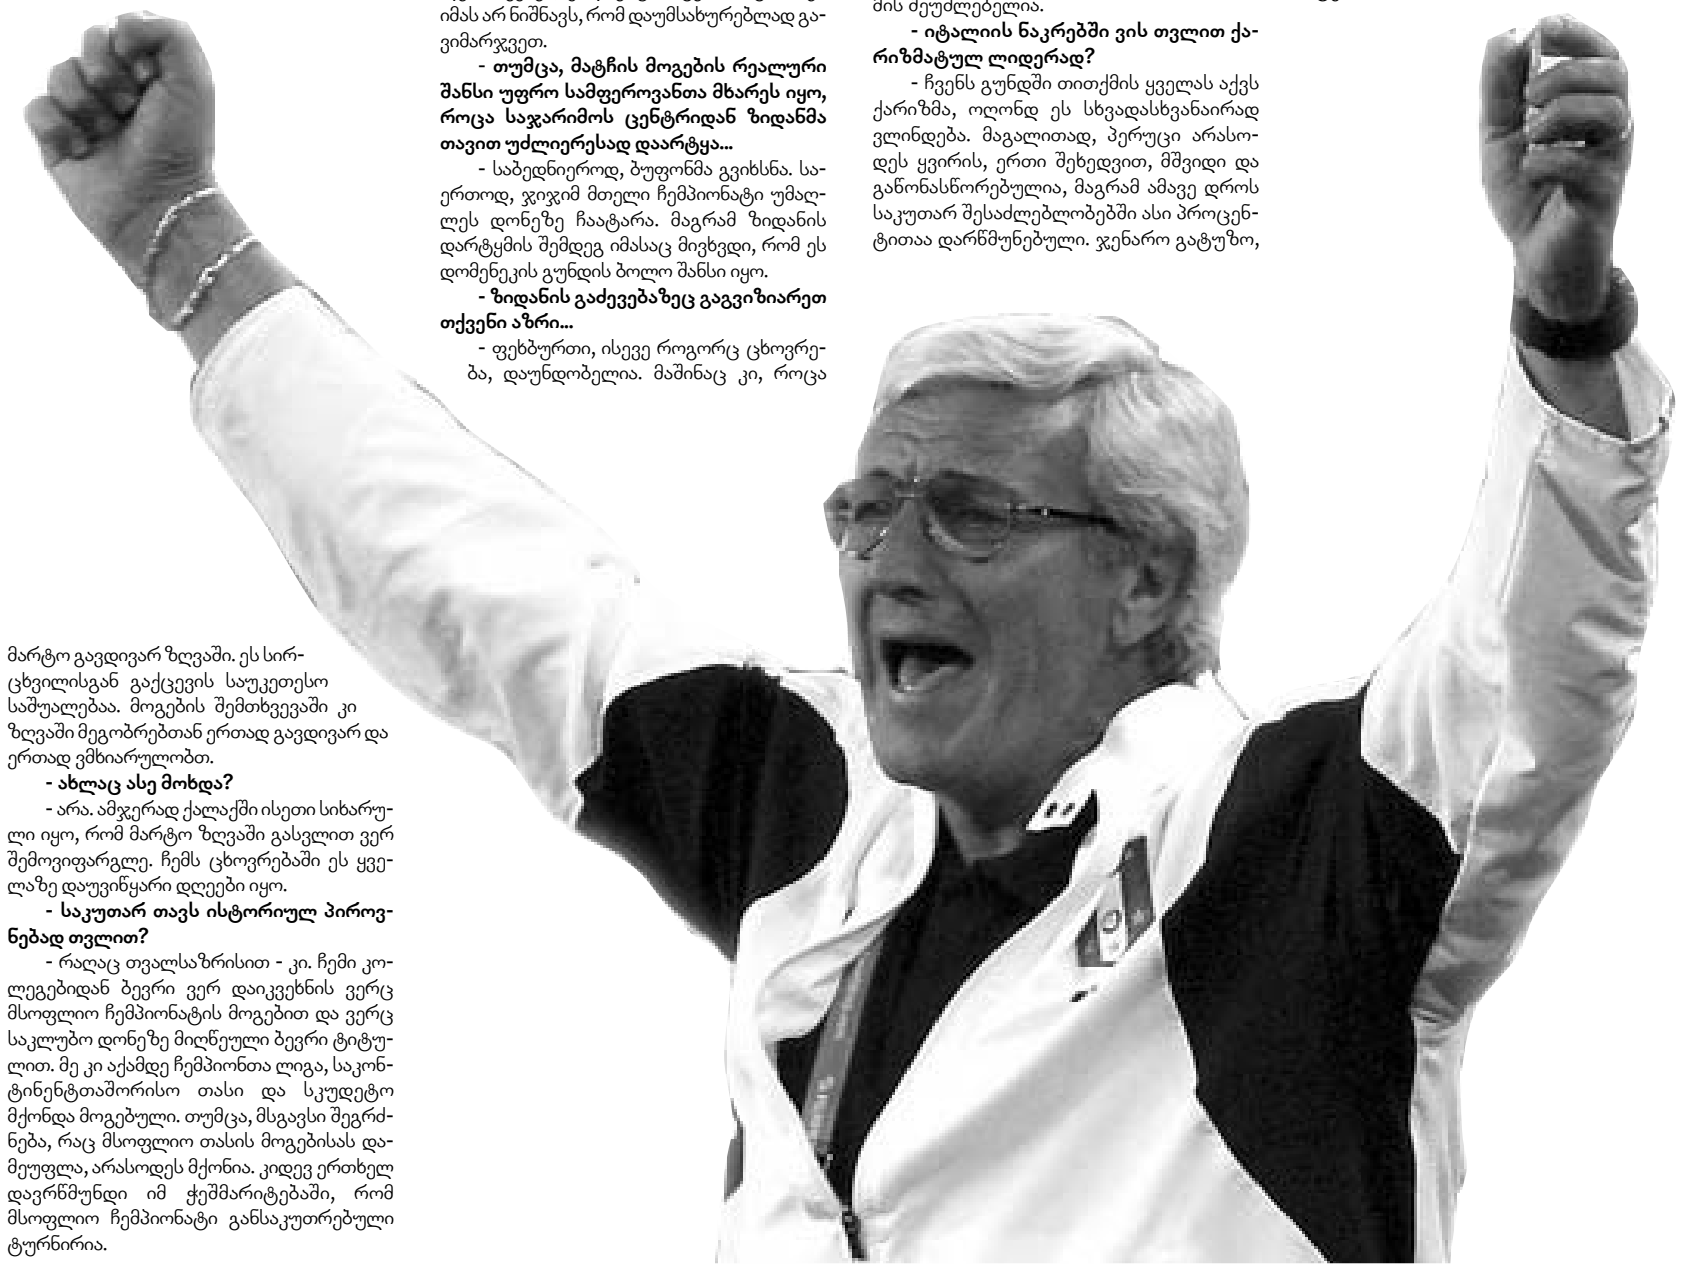 მარტო გავდივარ ზღვაში. ეს სირ-
ცხვილისგან გაქცევის საუკეთესო
საშუალებაა. მოგების შემთხვევაში კი
ზღვაში მეგობრებთან ერთად გავდივარ და
ერთად ვმხიარულობთ.
- ახლაც ასე მოხდა?
- არა. ამჯერად ქალაქში ისეთი სიხარუ-
ლი იყო, რომ მარტო ზღვაში გასვლით ვერ
შემოვიფარგლე. ჩემს ცხოვრებაში ეს ყვე-
ლაზე დაუვიწყარი დღეები იყო.
- საკუთარ თავს ისტორიულ პიროვ-
ნებად თვლით?
- რაღაც თვალსაზრისით - კი. ჩემი კო-
ლეგებიდან ბევრი ვერ დაიკვეხნის ვერც
მსოფლიო ჩემპიონატის მოგებით და ვერც
საკლუბო დონეზე მიღწეული ბევრი ტიტუ-
ლით. მე კი აქამდე ჩემპიონთა ლიგა, საკონ-
ტინენტთაშორისო თასი და სკუდეტო
მქონდა მოგებული. თუმცა, მსგავსი შეგრძ-
ნება, რაც მსოფლიო თასის მოგებისას და-
მეუფლა, არასოდეს მქონია. კიდევ ერთხელ
დავრწმუნდი იმ ჭეშმარიტებაში, რომ
მსოფლიო ჩემპიონატი განსაკუთრებული
ტურნირია.
იმას არ ნიშნავს, რომ დაუმსახურებლად გა-
ვიმარჯვეთ.
- თუმცა, მატჩის მოგების რეალური
შანსი უფრო სამფეროვანთა მხარეს იყო,
როცა საჯარიმოს ცენტრიდან ზიდანმა
თავით უძლიერესად დაარტყა...
- საბედნიეროდ, ბუფონმა გვიხსნა. სა-
ერთოდ, ჯიჯიმ მთელი ჩემპიონატი უმაღ-
ლეს დონეზე ჩაატარა. მაგრამ ზიდანის
დარტყმის შემდეგ იმასაც მივხვდი, რომ ეს
დომენეკის გუნდის ბოლო შანსი იყო.
- ზიდანის გაძევებაზეც გაგვიზიარეთ
თქვენი აზრი...
- ფეხბურთი, ისევე როგორც ცხოვრე-
ბა, დაუნდობელია. მაშინაც კი, როცა
მის შეუძლებელია.
- იტალიის ნაკრებში ვის თვლით ქა-
რიზმატულ ლიდერად?
- ჩვენს გუნდში თითქმის ყველას აქვს
ქარიზმა, ოღონდ ეს სხვადასხვანაირად
ვლინდება. მაგალითად, პერუცი არასო-
დეს ყვირის, ერთი შეხედვით, მშვიდი და
გაწონასწორებულია, მაგრამ ამავე დროს
საკუთარ შესაძლებლობებში ასი პროცენ-
ტითაა დარწმუნებული. ჯენარო გატუზო,